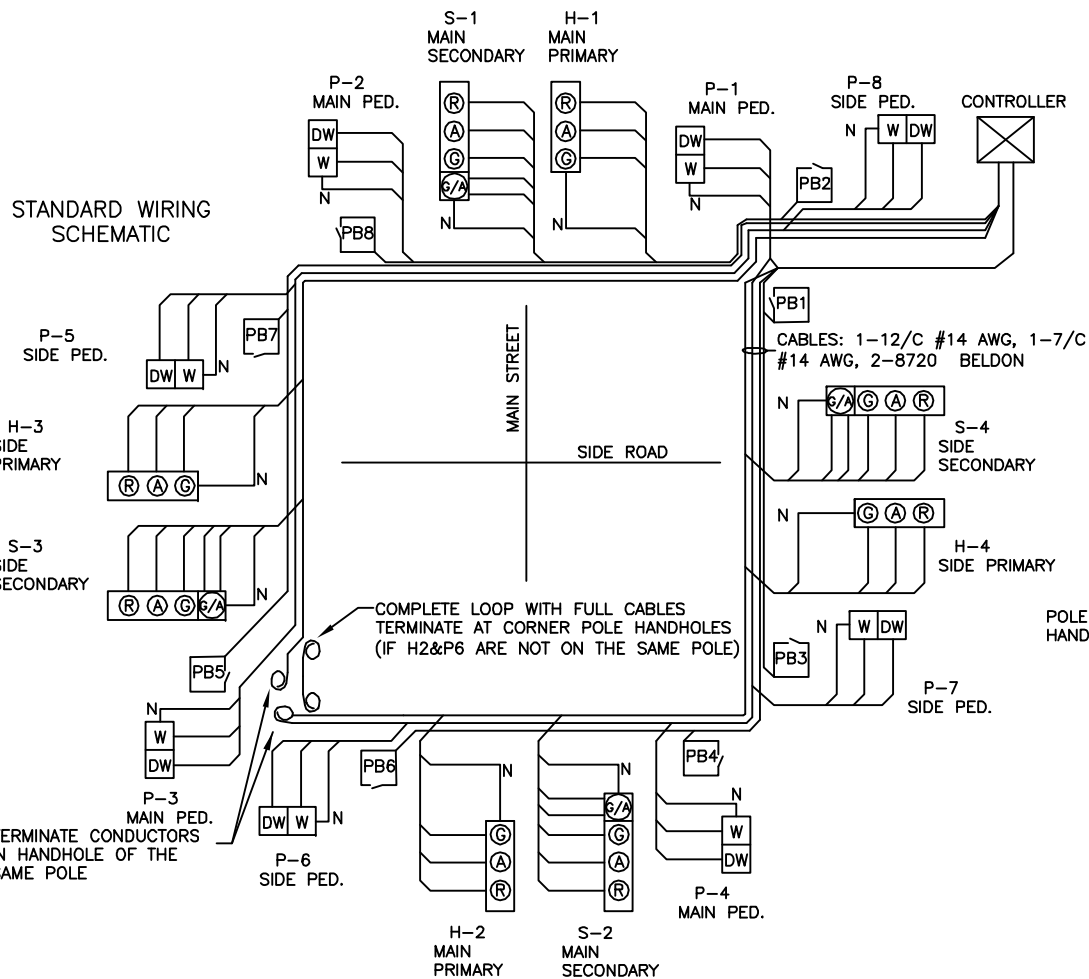 S-1
MAIN
SECONDARY
H-1
MAIN
PRIMARY
P-2
MAIN PED.
P-1
MAIN PED.
P-8
SIDE PED.
CONTROLLER
R
A
G
G/A
N
R
A
G
N
DW
W
N
DW
W
N
N
W DW
PB2
STANDARD WIRING
SCHEMATIC
PB8
PB7
PB1
P-5
SIDE PED.
DW W
N
CABLES: 1-12/C #14 AWG, 1-7/C
#14 AWG, 2-8720 BELDON
MAIN STREET
SIDE ROAD
H-3
SIDE
PRIMARY
R A G
N
N
G/A G A R
S-4
SIDE
SECONDARY
S-3
SIDE
SECONDARY
R A G G/A
N
N
G A R
H-4
SIDE PRIMARY
COMPLETE LOOP WITH FULL CABLES
TERMINATE AT CORNER POLE HANDHOLES
(IF H2&P6 ARE NOT ON THE SAME POLE)
POLE
HAND
PB5
PB3
N
W DW
P-7
SIDE PED.
N
W
DW
P-3
MAIN PED.
TERMINATE CONDUCTORS
IN HANDHOLE OF THE
SAME POLE
PB6
PB4
DW W
N
P-6
SIDE PED.
N
G
A
R
H-2
MAIN
PRIMARY
N
G/A
G
A
R
S-2
MAIN
SECONDARY
N
W
DW
P-4
MAIN PED.